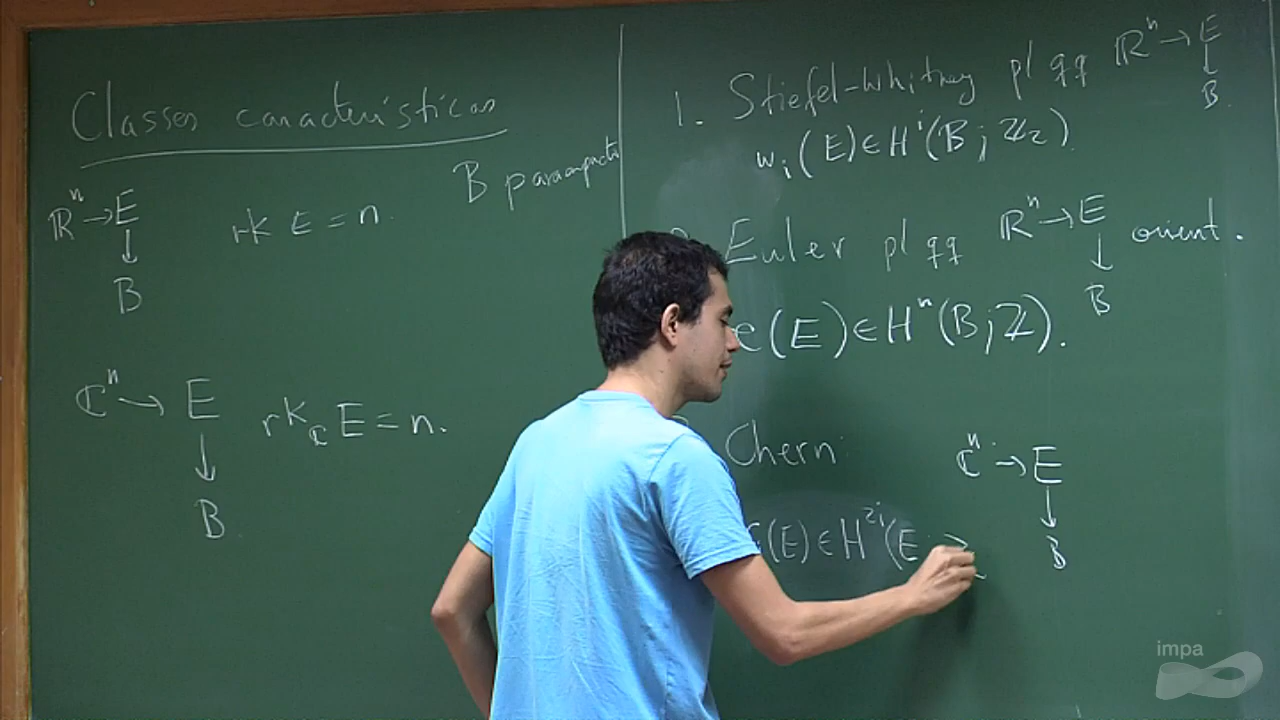 Classes características
B paracompacto
ℝⁿ → E
↓
B
rk E = n.
ℂⁿ → E
↓
B
rk_ℂ E = n.
1. Stiefel-Whitney p/ qq ℝⁿ → E
↓
B
wᵢ(E) ∈ Hⁱ(B; ℤ₂).
Euler p/ qq ℝⁿ → E orient.
↓
B
e(E) ∈ Hⁿ(B; ℤ).
Chern: ℂⁿ → E
↓
B
(E) ∈ H²ⁱ(E;
impa